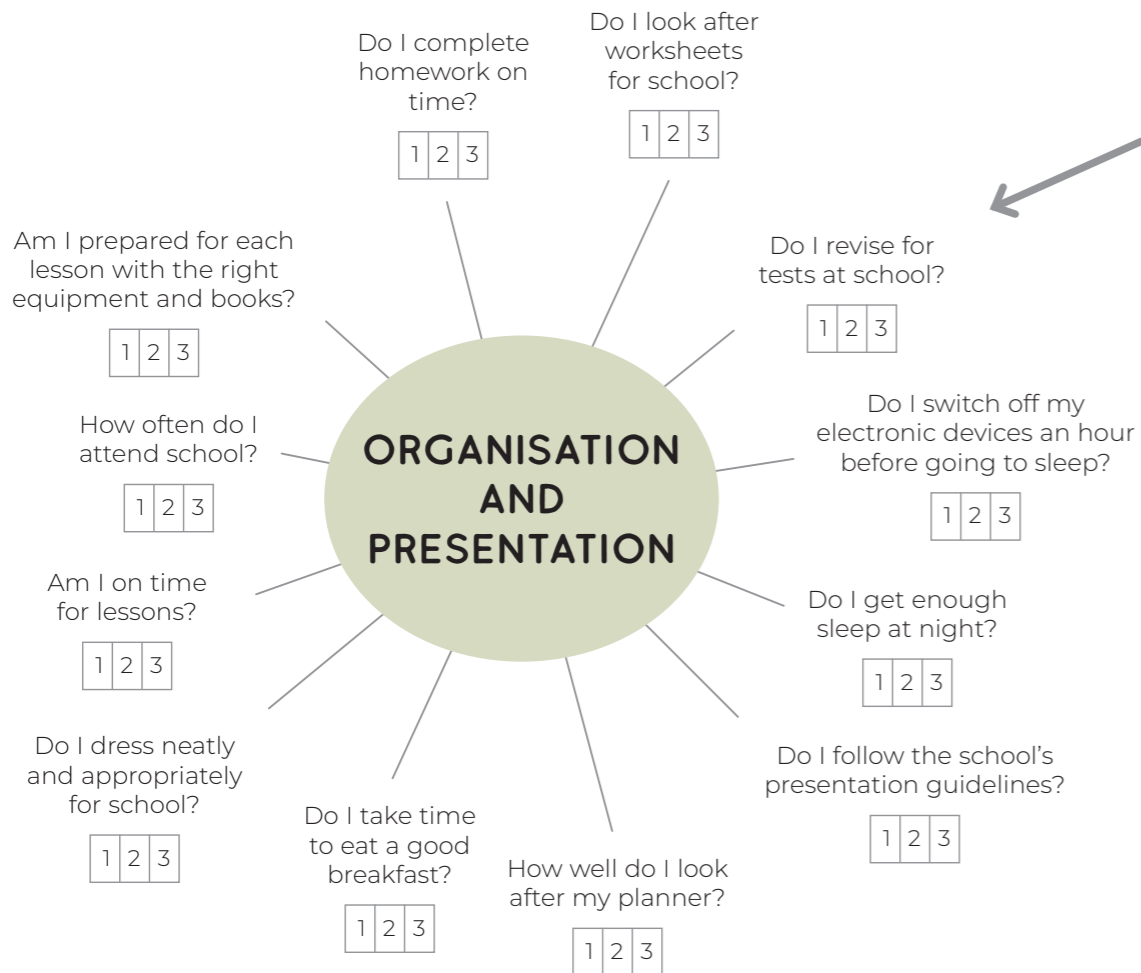 Do I complete
homework on
time?
1 2 3
Do I look after
worksheets
for school?
1 2 3
Am I prepared for each
lesson with the right
equipment and books?
1 2 3
Do I revise for
tests at school?
1 2 3
How often do I
attend school?
1 2 3
ORGANISATION
AND
PRESENTATION
Do I switch off my
electronic devices an hour
before going to sleep?
1 2 3
Am I on time
for lessons?
1 2 3
Do I get enough
sleep at night?
1 2 3
Do I dress neatly
and appropriately
for school?
1 2 3
Do I take time
to eat a good
breakfast?
1 2 3
How well do I look
after my planner?
1 2 3
Do I follow the school’s
presentation guidelines?
1 2 3